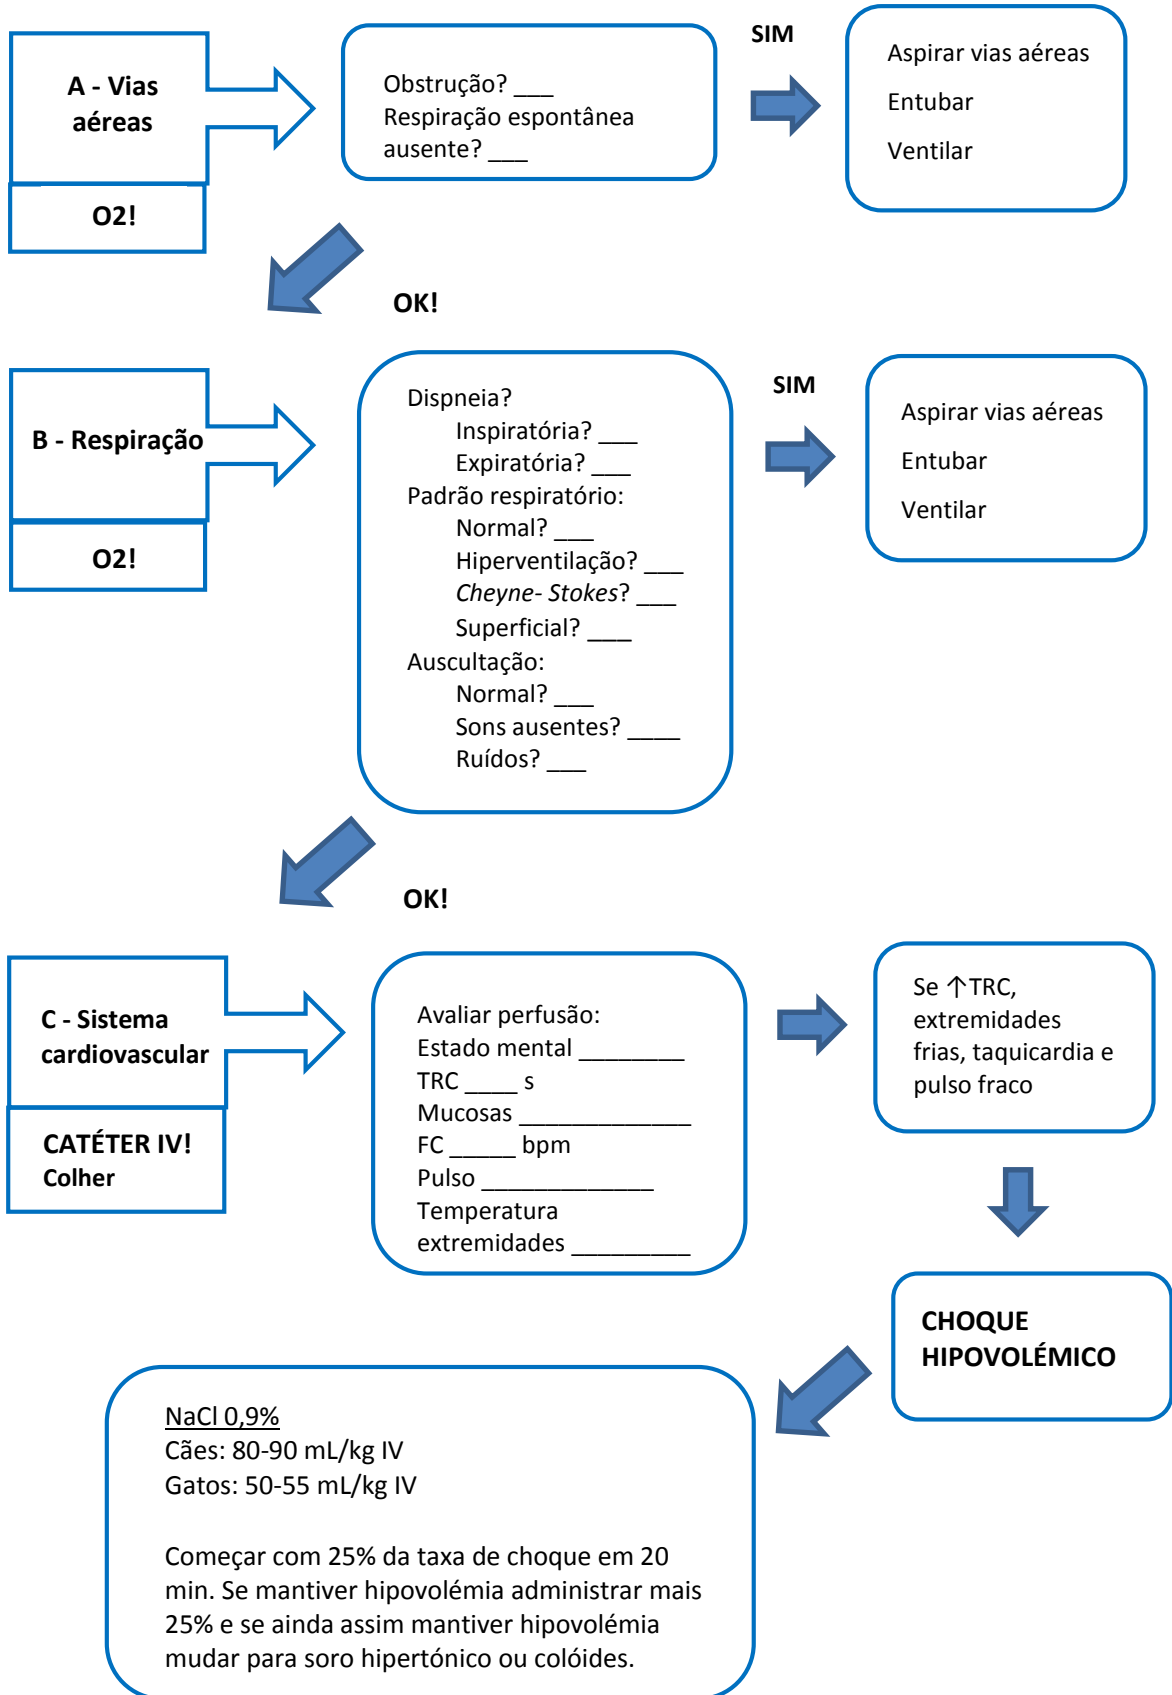 A - Vias
aéreas
O2!
Obstrução? ___
Respiração espontânea
ausente? ___
SIM
Aspirar vias aéreas
Entubar
Ventilar
OK!
B - Respiração
O2!
Dispneia?
Inspiratória? ___
Expiratória? ___
Padrão respiratório:
Normal? ___
Hiperventilação? ___
Cheyne- Stokes? ___
Superficial? ___
Auscultação:
Normal? ___
Sons ausentes? ____
Ruídos? ___
SIM
Aspirar vias aéreas
Entubar
Ventilar
OK!
C - Sistema
cardiovascular
CATÉTER IV!
Colher
Avaliar perfusão:
Estado mental ________
TRC ____ s
Mucosas _____________
FC _____ bpm
Pulso _____________
Temperatura
extremidades _________
Se ↑TRC,
extremidades
frias, taquicardia e
pulso fraco
CHOQUE
HIPOVOLÉMICO
NaCl 0,9%
Cães: 80-90 mL/kg IV
Gatos: 50-55 mL/kg IV
Começar com 25% da taxa de choque em 20
min. Se mantiver hipovolémia administrar mais
25% e se ainda assim mantiver hipovolémia
mudar para soro hipertónico ou colóides.